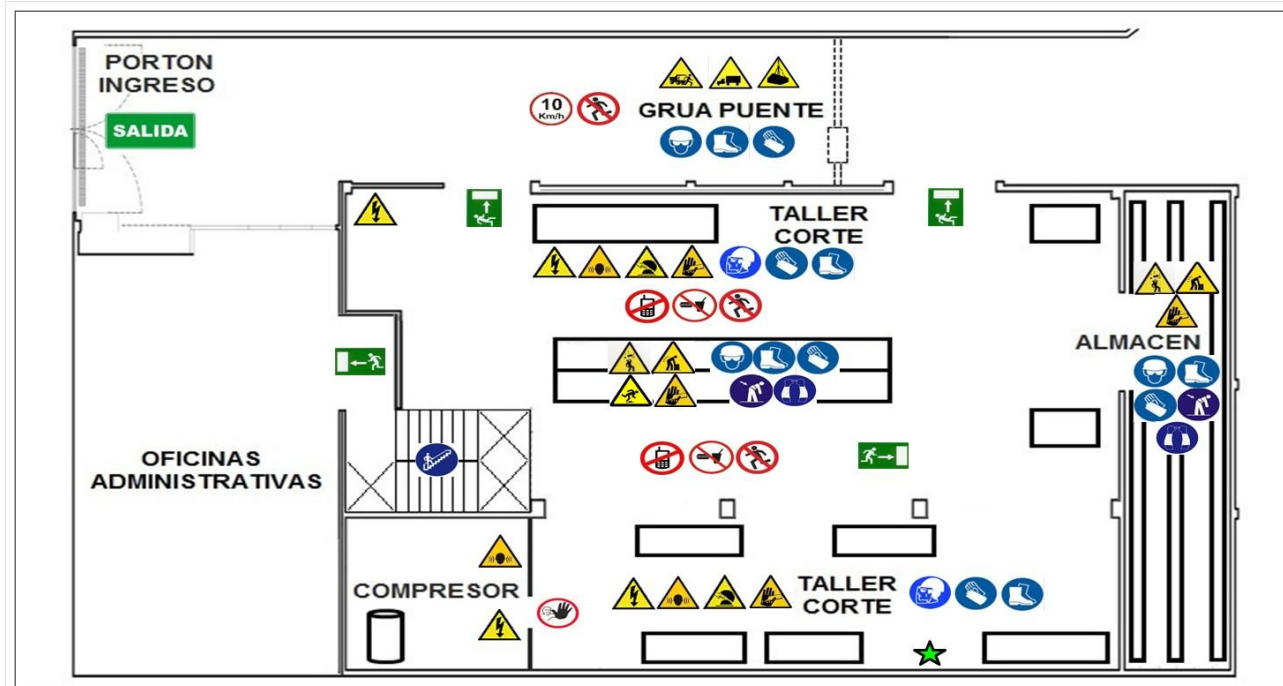 PORTON
INGRESO
SALIDA
10
Km/h
GRUA PUENTE
TALLER
CORTE
ALMACEN
OFICINAS
ADMINISTRATIVAS
COMPRESOR
TALLER
CORTE